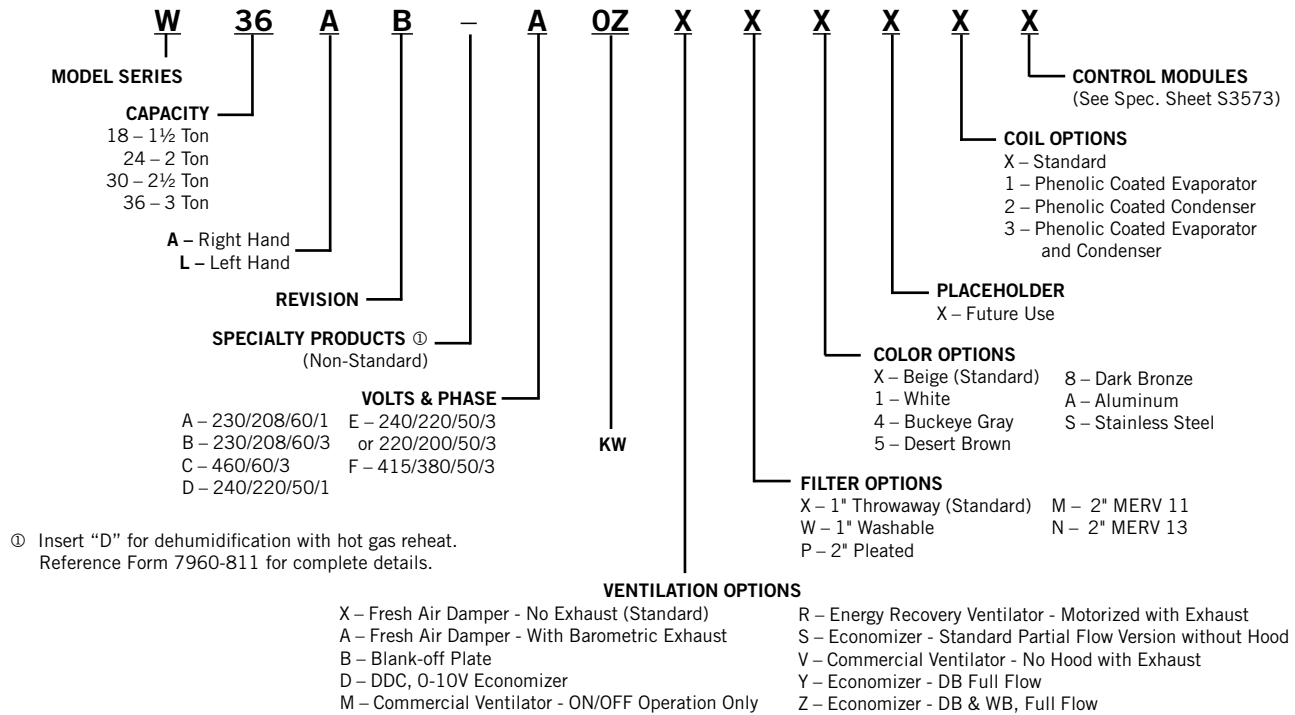 W 36 A B – A 0Z X X X X X X
MODEL SERIES
CAPACITY
18 – 1½ Ton
24 – 2 Ton
30 – 2½ Ton
36 – 3 Ton
A – Right Hand
L – Left Hand
REVISION
SPECIALTY PRODUCTS ①
(Non-Standard)
VOLTS & PHASE
A – 230/208/60/1
B – 230/208/60/3
C – 460/60/3
D – 240/220/50/1
E – 240/220/50/3
or 220/200/50/3
F – 415/380/50/3
KW
CONTROL MODULES
(See Spec. Sheet S3573)
COIL OPTIONS
X – Standard
1 – Phenolic Coated Evaporator
2 – Phenolic Coated Condenser
3 – Phenolic Coated Evaporator
and Condenser
PLACEHOLDER
X – Future Use
COLOR OPTIONS
X – Beige (Standard)
1 – White
4 – Buckeye Gray
5 – Desert Brown
8 – Dark Bronze
A – Aluminum
S – Stainless Steel
FILTER OPTIONS
X – 1" Throwaway (Standard)
W – 1" Washable
P – 2" Pleated
M – 2" MERV 11
N – 2" MERV 13
① Insert “D” for dehumidification with hot gas reheat.
Reference Form 7960-811 for complete details.
VENTILATION OPTIONS
X – Fresh Air Damper - No Exhaust (Standard)
A – Fresh Air Damper - With Barometric Exhaust
B – Blank-off Plate
D – DDC, 0-10V Economizer
M – Commercial Ventilator - ON/OFF Operation Only
R – Energy Recovery Ventilator - Motorized with Exhaust
S – Economizer - Standard Partial Flow Version without Hood
V – Commercial Ventilator - No Hood with Exhaust
Y – Economizer - DB Full Flow
Z – Economizer - DB & WB, Full Flow